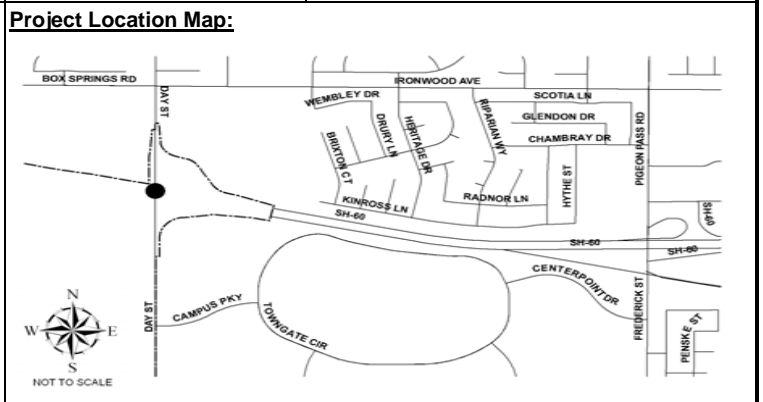 Project Location Map:
BOX SPRINGS RD
IRONWOOD AVE
DAY ST
WEMBLEY DR
SCOTIA LN
RIPARIAN WY
GLENDON DR
DRURY LN
HERITAGE DR
CHAMBRAY DR
PIGEON PASS RD
BRIXTON CT
HYTHE ST
KINROSS LN
RADNOR LN
SH-60
SH-60
SH-60
SH-60
CENTERPOINT DR
CAMPUS PKY
TOWNGATE CIR
DAY ST
FREDERICK ST
PENSKE ST
N
W
E
S
NOT TO SCALE